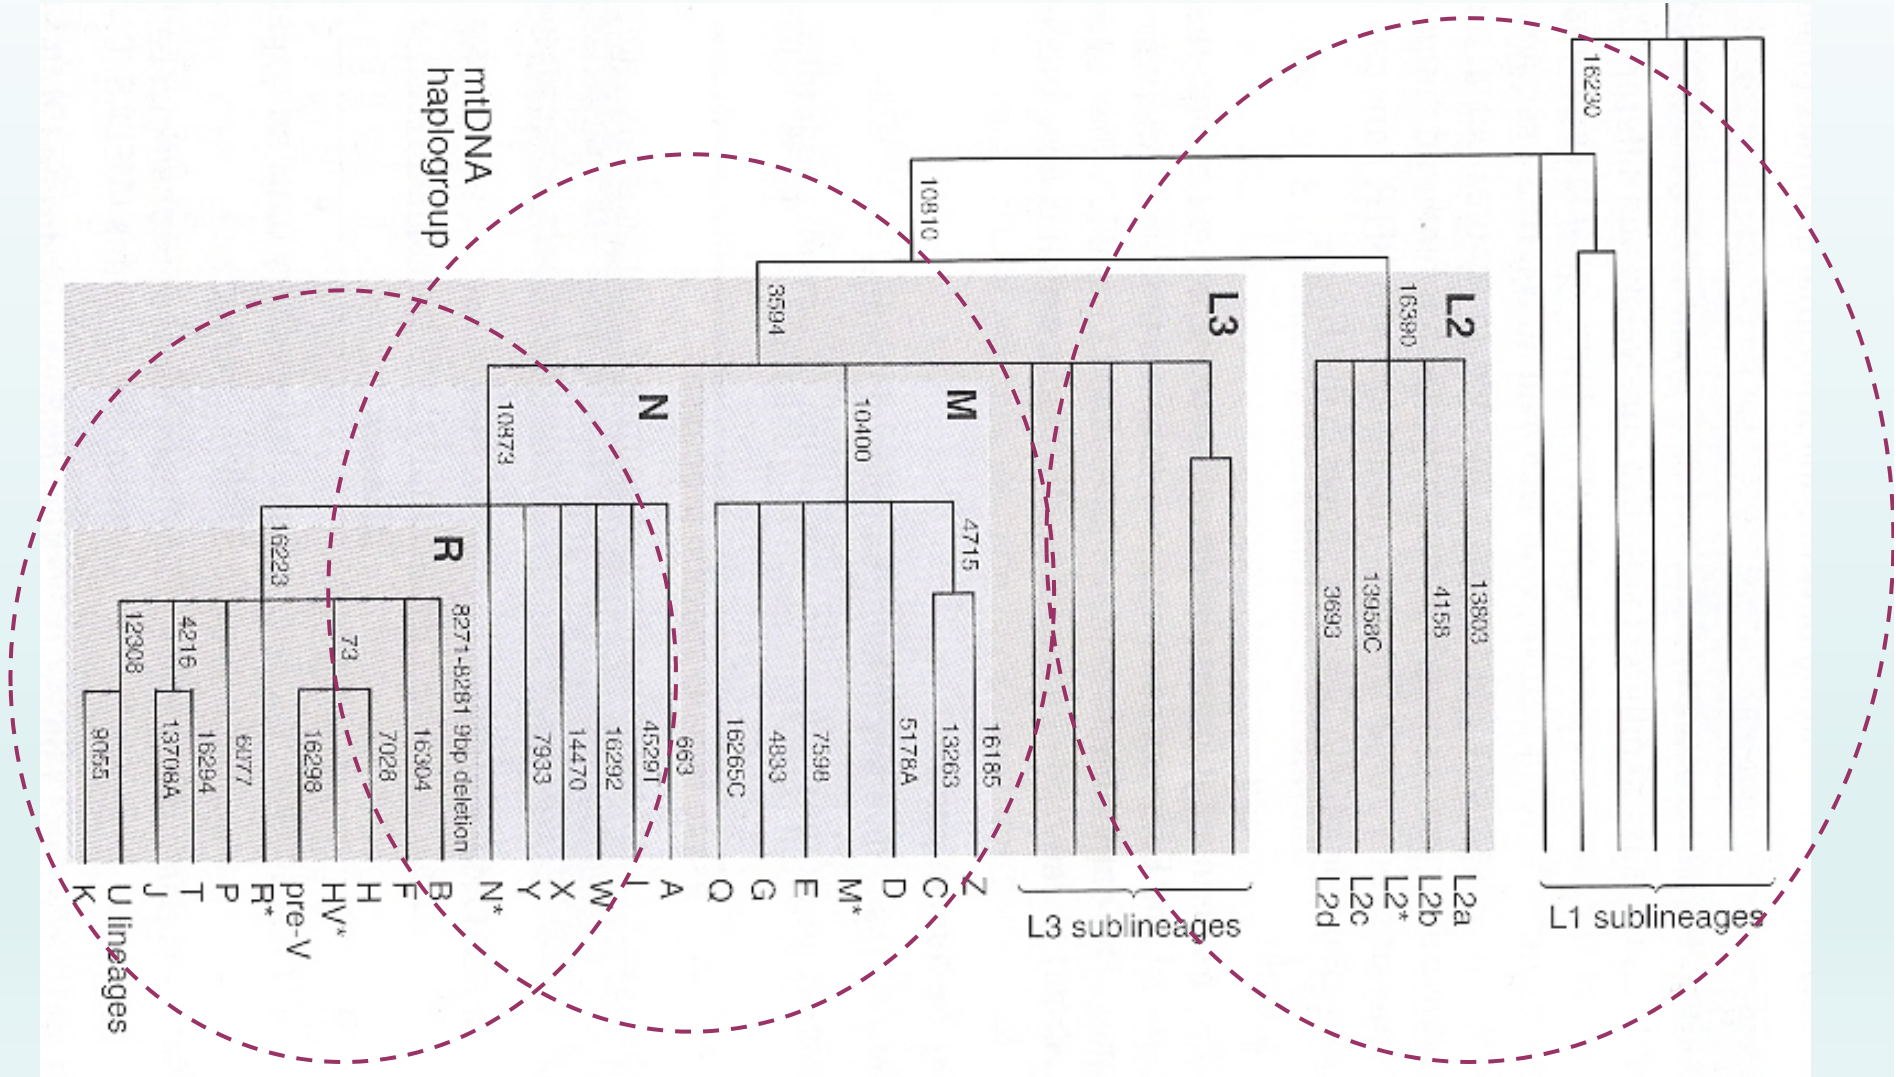 mtDNA
haplogroup
16230
10810
3594
L3
16390
L2
10873
N
10400
M
16223
R
4715
12308
4216
73
8271-8281 9bp deletion
3693
13958C
4158
13803
9055
13708A
16294
6077
16298
7028
16304
7933
14470
16292
4529T
663
16265C
4833
7598
5178A
13263
16185
K
U lineages
J
T
P
R*
pre-V
HV*
H
F
B
N*
Y
X
W
I
A
Q
G
E
M*
D
C
Z
L3 sublineages
L2d
L2c
L2*
L2b
L2a
L1 sublineages